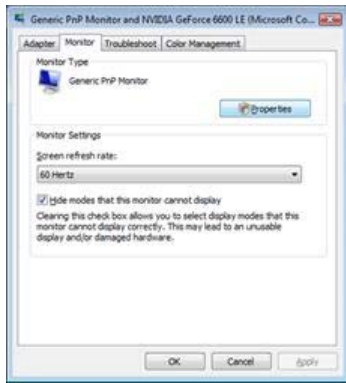 Generic PnP Monitor and NVIDIA GeForce 6600 LE (Microsoft Co...
Adapter Monitor Troubleshoot Color Management
Monitor Type
Generic PnP Monitor
Properties
Monitor Settings
Screen refresh rate:
60 Hertz
Hide modes that this monitor cannot display
Clearing this check box allows you to select display modes that this
monitor cannot display correctly. This may lead to an unusable
display and/or damaged hardware.
OK Cancel Apply